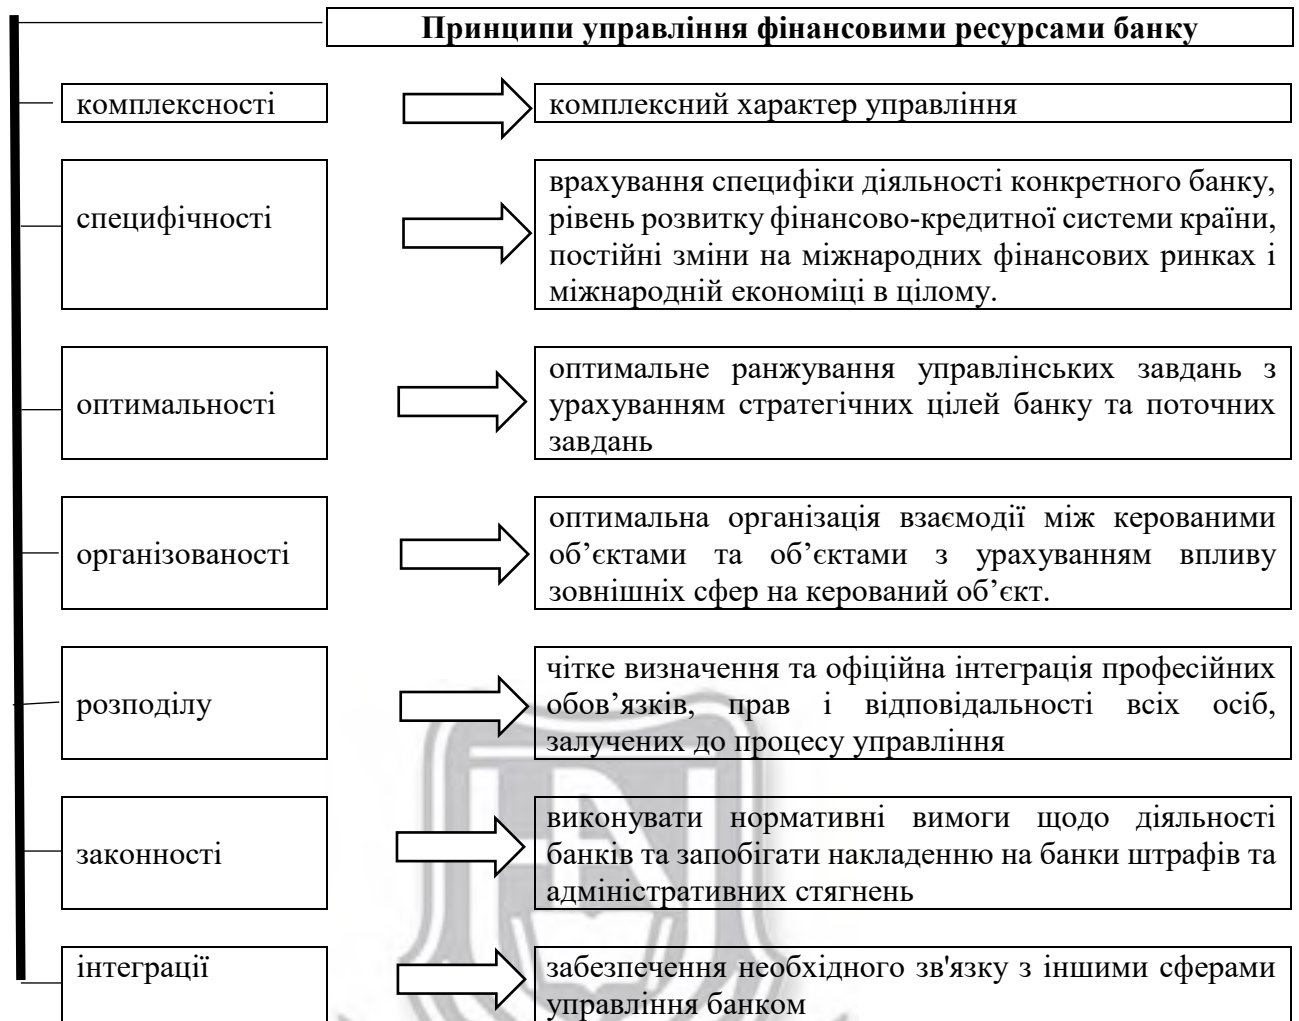 Принципи управління фінансовими ресурсами банку
комплексності
комплексний характер управління
специфічності
врахування специфіки діяльності конкретного банку,
рівень розвитку фінансово-кредитної системи країни,
постійні зміни на міжнародних фінансових ринках і
міжнародній економіці в цілому.
оптимальності
оптимальне ранжування управлінських завдань з
урахуванням стратегічних цілей банку та поточних
завдань
організованості
оптимальна організація взаємодії між керованими
об’єктами та об’єктами з урахуванням впливу
зовнішніх сфер на керований об’єкт.
розподілу
чітке визначення та офіційна інтеграція професійних
обов’язків, прав і відповідальності всіх осіб,
залучених до процесу управління
законності
виконувати нормативні вимоги щодо діяльності
банків та запобігати накладенню на банки штрафів та
адміністративних стягнень
інтеграції
забезпечення необхідного зв'язку з іншими сферами
управління банком